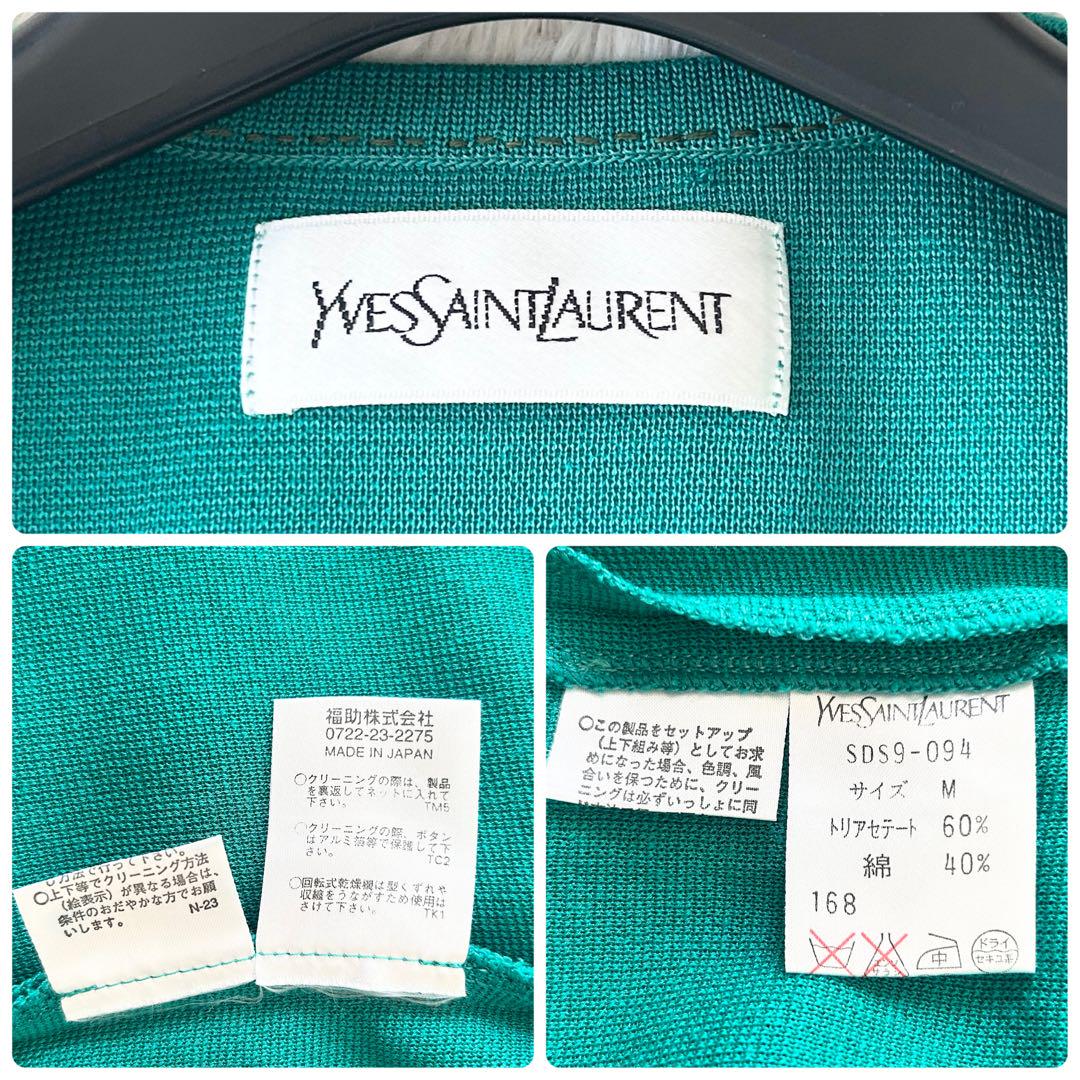 YVESSAINTLAURENT
福助株式会社
0722-23-2275
MADE IN JAPAN
○クリーニングの際は、製品
を裏返してネットに入れて
下さい。 TM5
○クリーニングの際、ボタン
はアルミ箔等で保護して下
さい。 TC2
○回転式乾燥機は型くずれや
収縮をうながすため使用は
さけて下さい。 TK1
方法で行って下さい。
○上下等でクリーニング方法
(絵表示)が異なる場合は、
条件のおだやかな方でお願
いします。 N-23
○この製品をセットアップ
(上下組み等)としてお求
めになった場合、色調、風
合いを保つために、クリー
ニングは必ずいっしょに同
YVESSAINTLAURENT
SDS9-094
サイズ M
トリアセテート 60%
綿 40%
168
エンソ
サラシ
中
ドライ
セキユ系